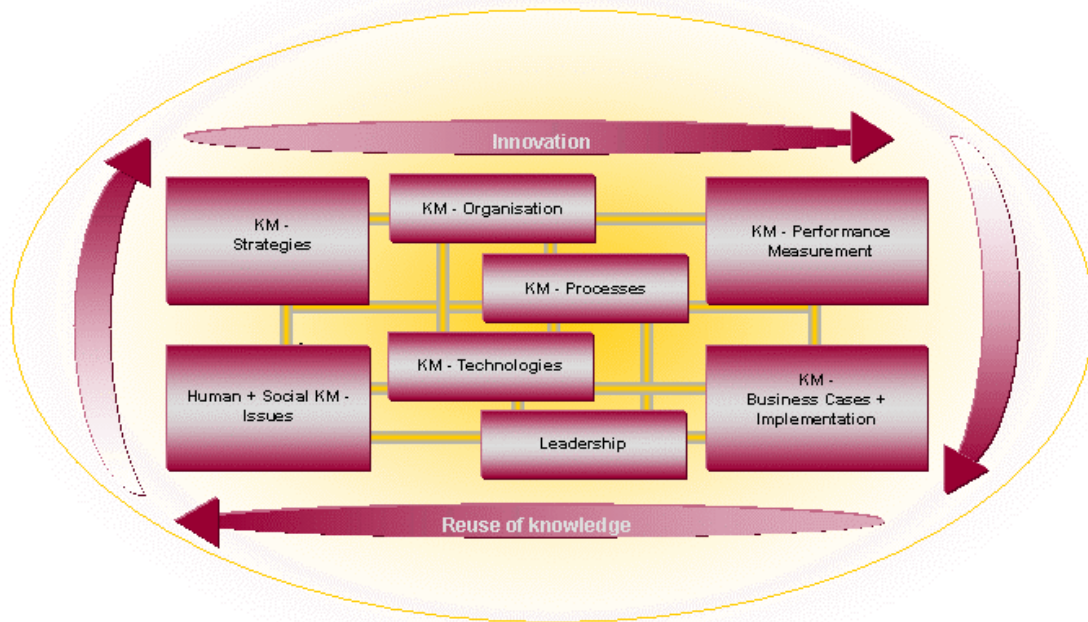 Innovation
KM -
Strategies
KM - Organisation
KM - Performance
Measurement
KM - Processes
KM - Technologies
Human + Social KM -
Issues
KM -
Business Cases +
Implementation
Leadership
Reuse of knowledge